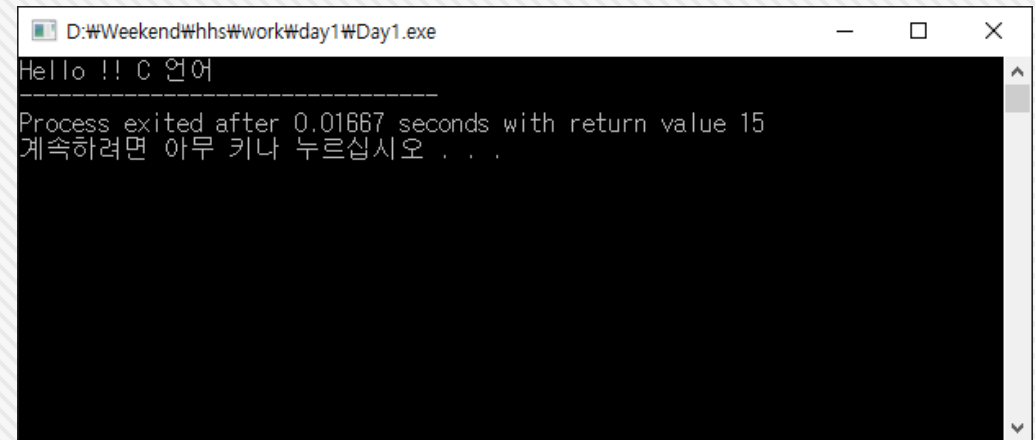 D:₩Weekend₩hhs₩work₩day1₩Day1.exe
Hello !! C 언어
--------------------------------
Process exited after 0.01667 seconds with return value 15
계속하려면 아무 키나 누르십시오 . . .